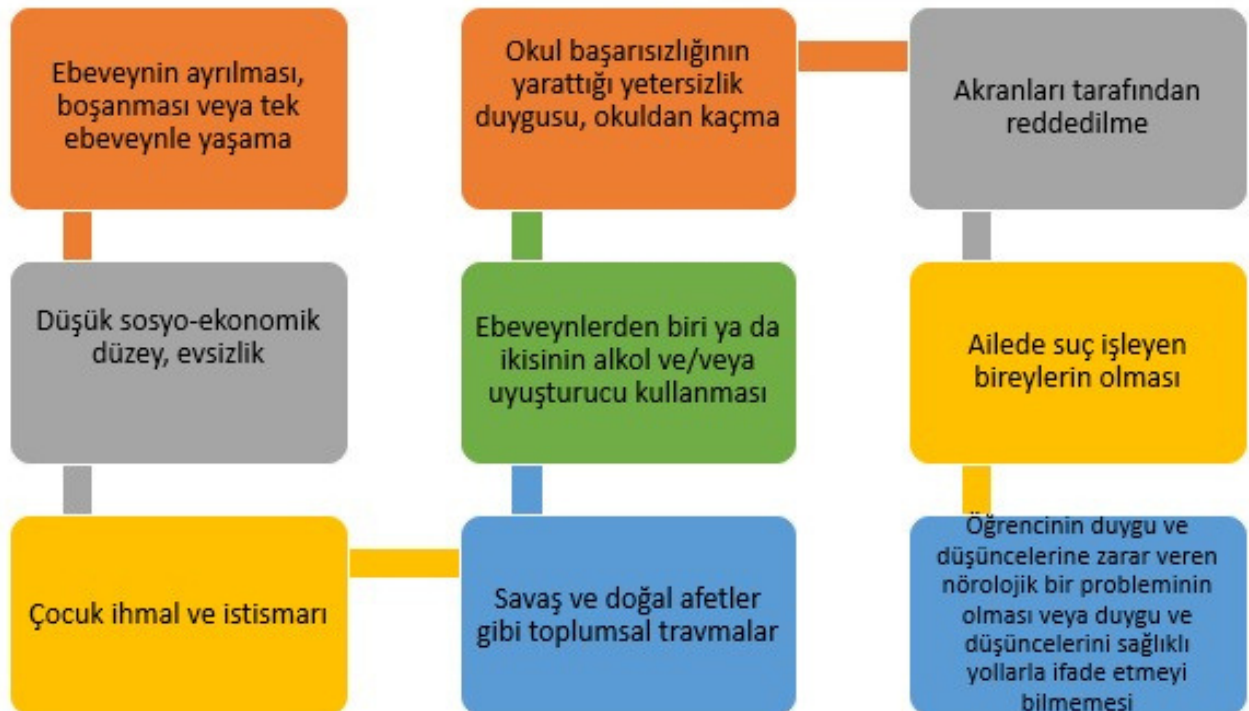 Ebeveynin ayrılması,
boşanması veya tek
ebeveynle yaşama
Düşük sosyo-ekonomik
düzey, evsizlik
Çocuk ihmal ve istismarı
Savaş ve doğal afetler
gibi toplumsal travmalar
Ebeveynlerden biri ya da
ikisinin alkol ve/veya
uyuşturucu kullanması
Okul başarısızlığının
yarattığı yetersizlik
duygusu, okuldan kaçma
Akranları tarafından
reddedilme
Ailede suç işleyen
bireylerin olması
Öğrencinin duygu ve
düşüncelerine zarar veren
nörolojik bir probleminin
olması veya duygu ve
düşüncelerini sağlıklı
yollarla ifade etmeyi
bilmemesi